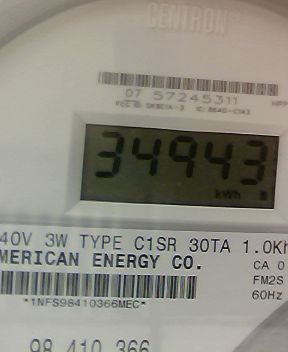 CENTRON
07 57245311
34943
kWh
40V 3W TYPE C1SR 30TA 1.0Kh
MERICAN ENERGY CO.
CA 0
FM2S
60Hz
*1NFS98410366MEC*
98 410 366